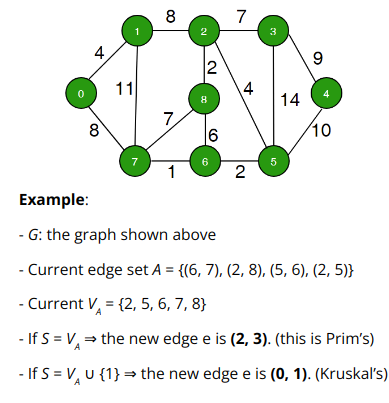 8 7
1 2 3
4 9
2
0 11 8 4 14 4
7
8 6 10
7 6 5
1 2
Example:
- G: the graph shown above
- Current edge set A = {(6, 7), (2, 8), (5, 6), (2, 5)}
- Current V_A = {2, 5, 6, 7, 8}
- If S = V_A ⇒ the new edge e is (2, 3). (this is Prim's)
- If S = V_A ∪ {1} ⇒ the new edge e is (0, 1). (Kruskal's)